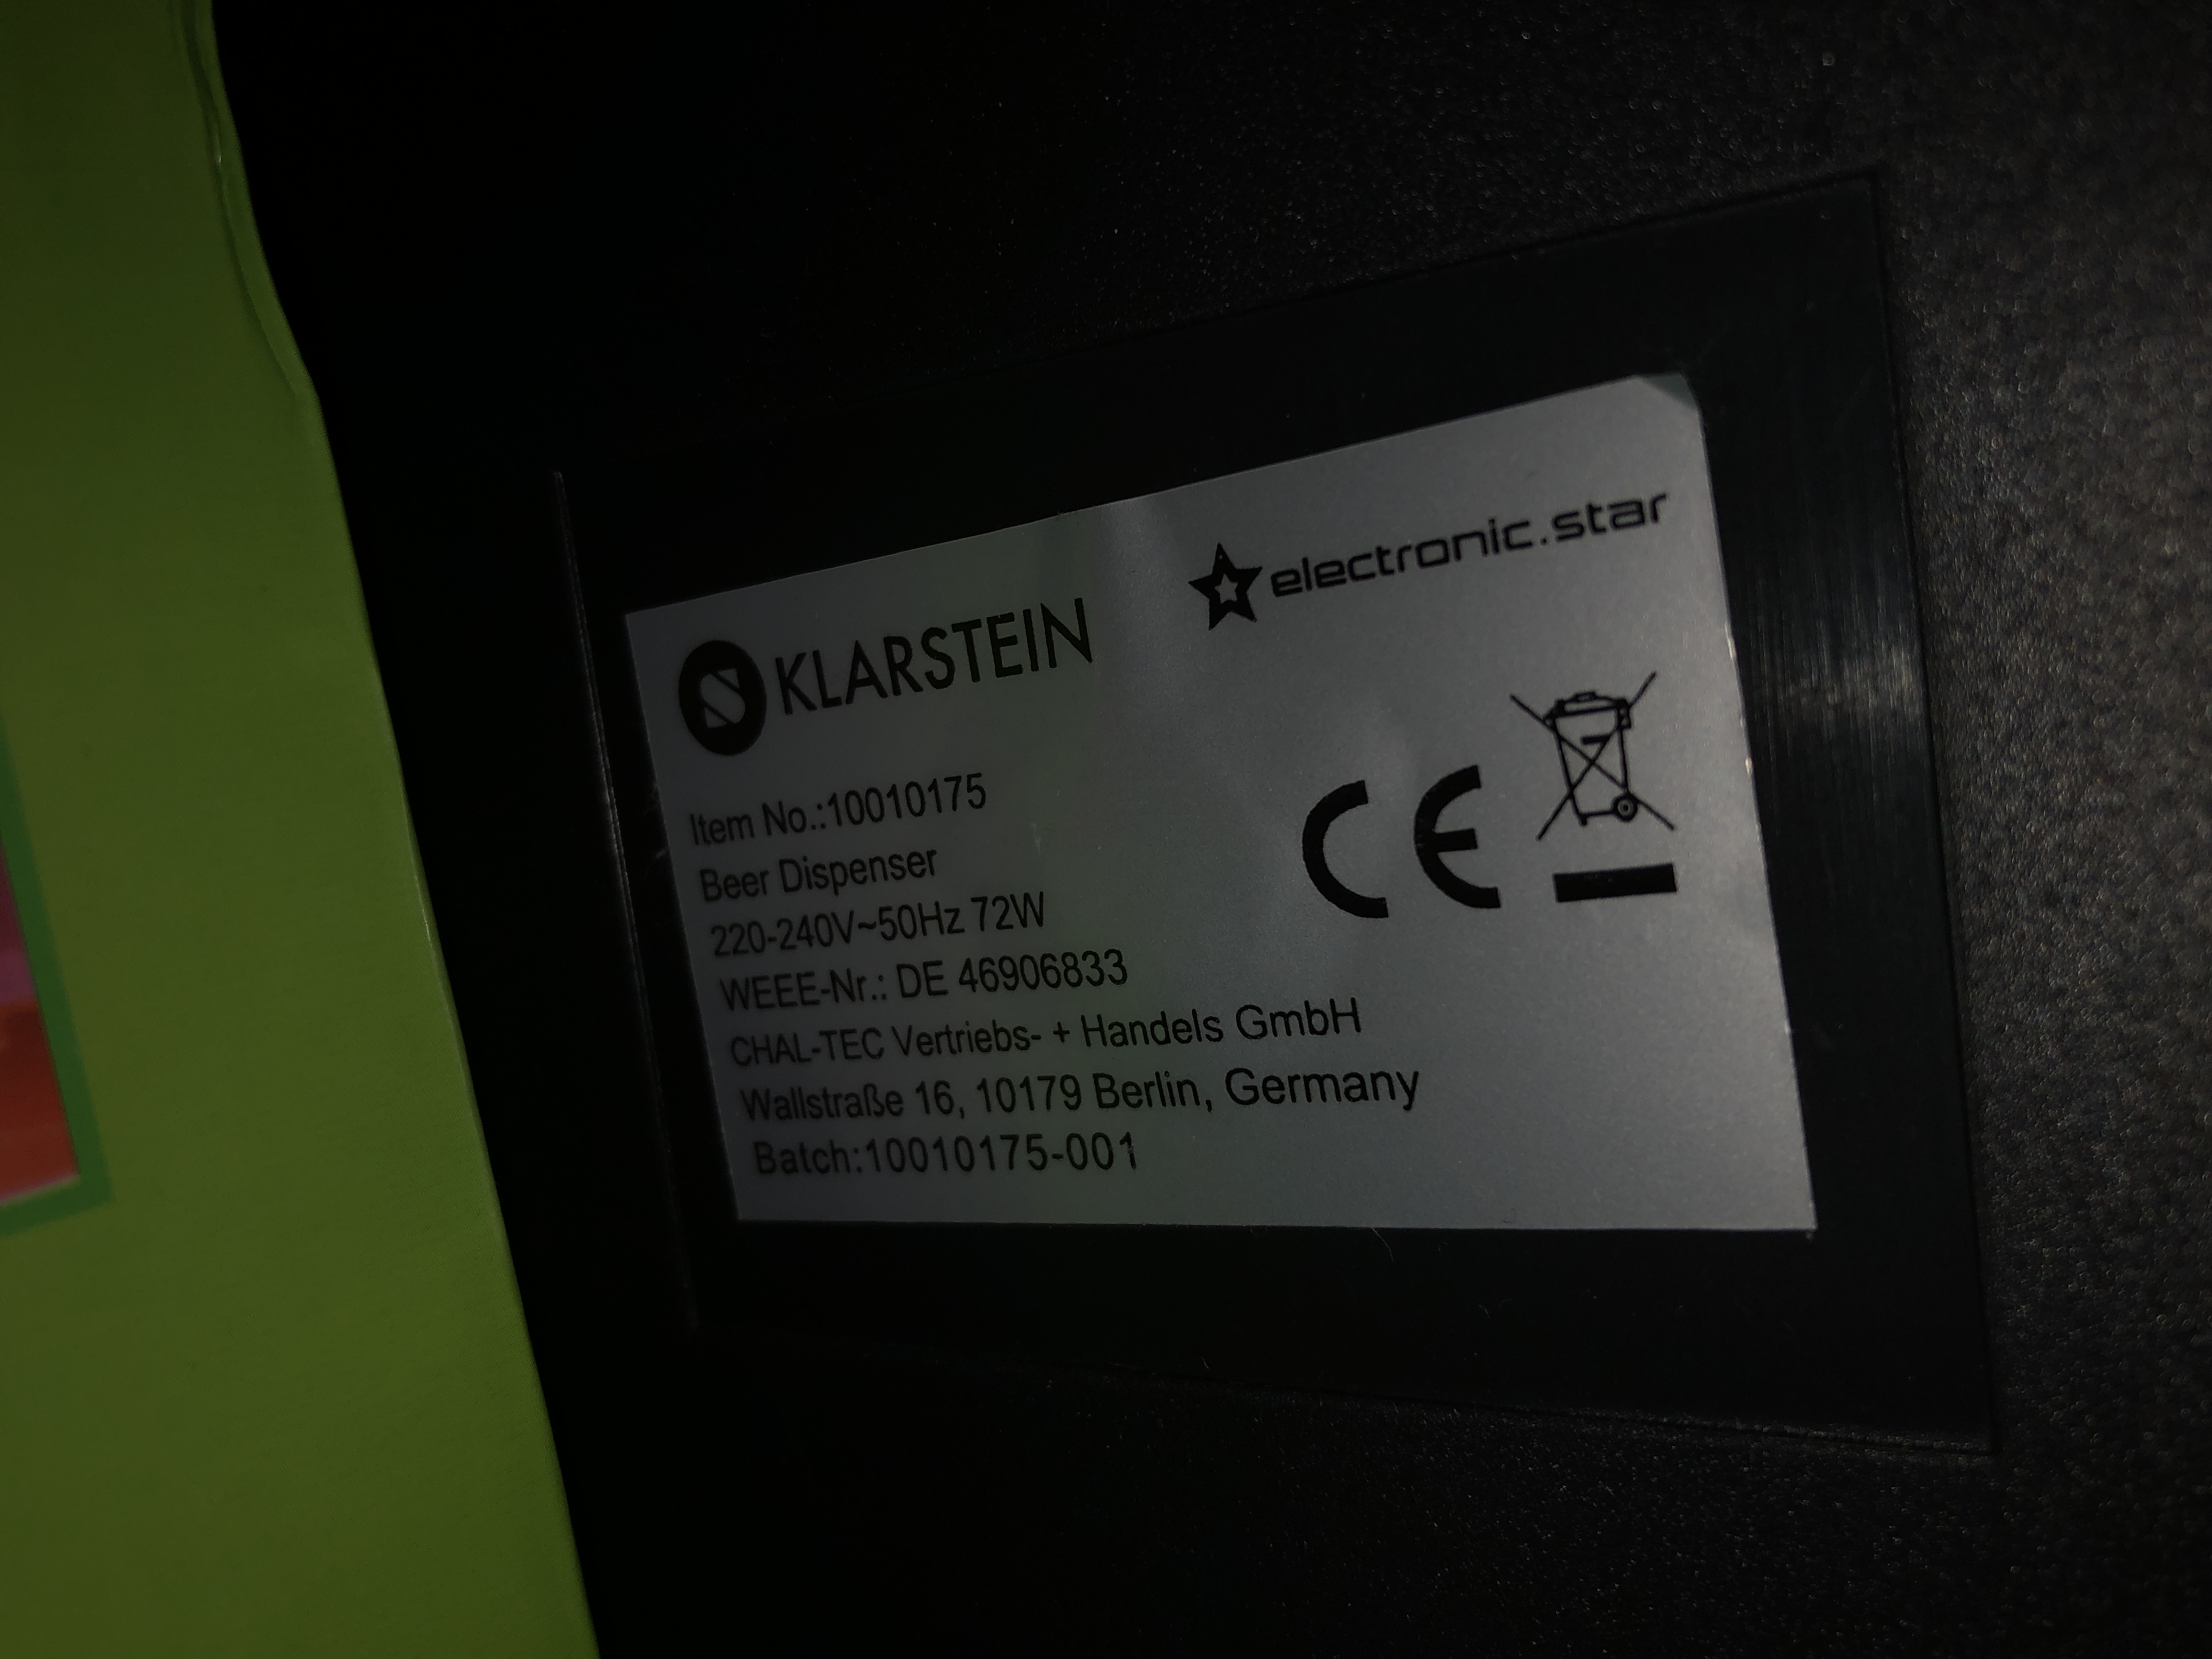 KLARSTEIN
electronic.star
Item No.:10010175
Beer Dispenser
220-240V~50Hz 72W
WEEE-Nr.: DE 46906833
CHAL-TEC Vertriebs- + Handels GmbH
Wallstraße 16, 10179 Berlin, Germany
Batch:10010175-001
CE